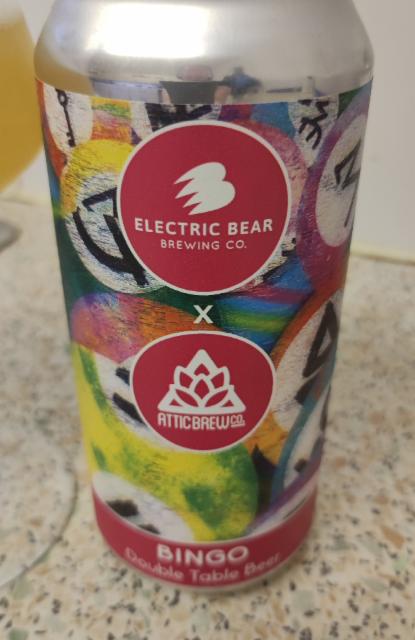 ELECTRIC BEAR
BREWING CO.
X
ATTIC BREW CO.
BINGO
Double Table Beer